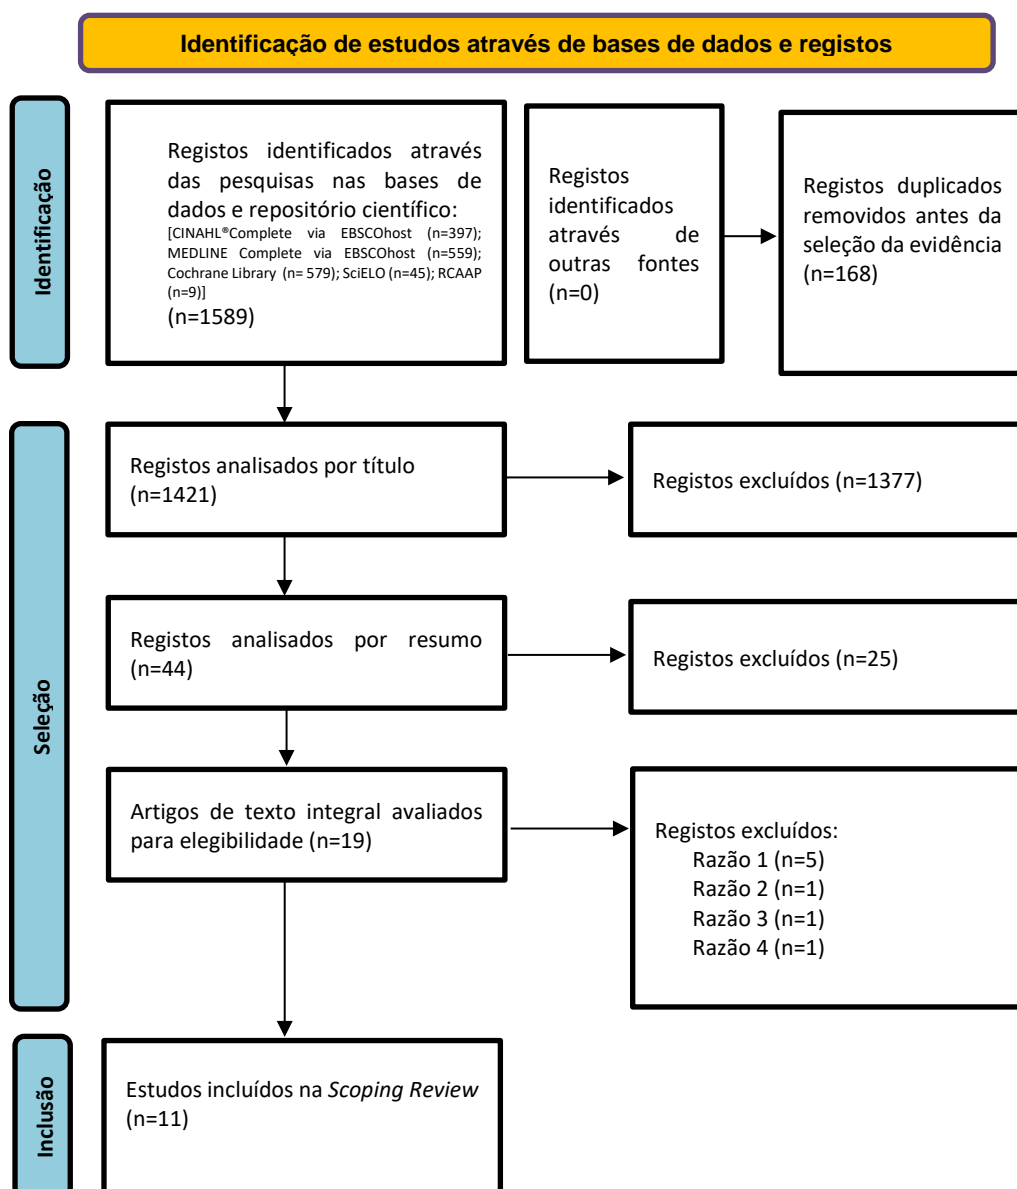 Identificação de estudos através de bases de dados e registos
Identificação
Registos identificados através
das pesquisas nas bases de
dados e repositório científico:
[CINAHL®Complete via EBSCOhost (n=397);
MEDLINE Complete via EBSCOhost (n=559);
Cochrane Library (n= 579); SciELO (n=45); RCAAP
(n=9)]
(n=1589)
Registos
identificados
através de
outras fontes
(n=0)
Registos duplicados
removidos antes da
seleção da evidência
(n=168)
Seleção
Registos analisados por título
(n=1421)
Registos excluídos (n=1377)
Registos analisados por resumo
(n=44)
Registos excluídos (n=25)
Artigos de texto integral avaliados
para elegibilidade (n=19)
Registos excluídos:
Razão 1 (n=5)
Razão 2 (n=1)
Razão 3 (n=1)
Razão 4 (n=1)
Inclusão
Estudos incluídos na Scoping Review
(n=11)